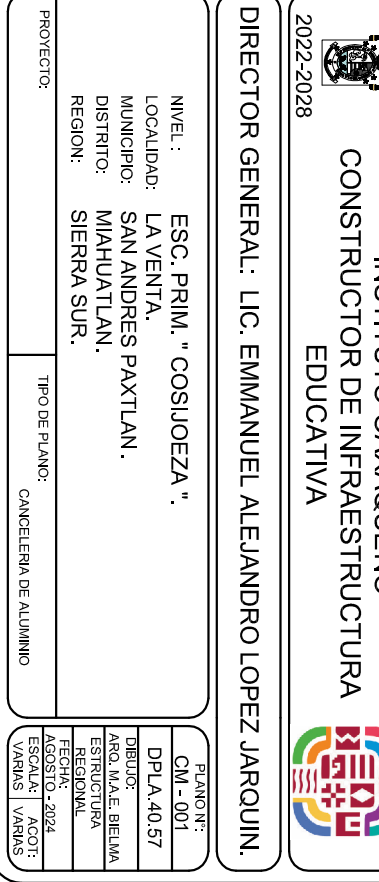 CONSTRUCTOR DE INFRAESTRUCTURA
EDUCATIVA
2022-2028
DIRECTOR GENERAL: LIC. EMMANUEL ALEJANDRO LOPEZ JARQUIN.
NIVEL : ESC. PRIM. " COSIJOEZA ".
LOCALIDAD: LA VENTA.
MUNICIPIO: SAN ANDRES PAXTLAN.
DISTRITO: MIAHUATLAN.
REGION: SIERRA SUR.
PROYECTO:
TIPO DE PLANO:
CANCELERIA DE ALUMINIO
PLANO N°:
CM - 001
DPLA:40.57
DIBUJO:
ARQ. M.A.E. BIELMA
ESTRUCTURA
REGIONAL
FECHA:
AGOSTO - 2024
ESCALA: ACOT:
VARIAS VARIAS